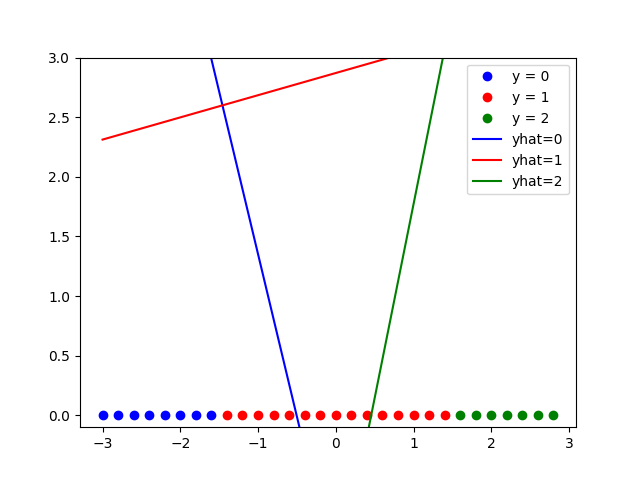 3.0
2.5
2.0
1.5
1.0
0.5
0.0
−3
−2
−1
0
1
2
3
y = 0
y = 1
y = 2
yhat=0
yhat=1
yhat=2